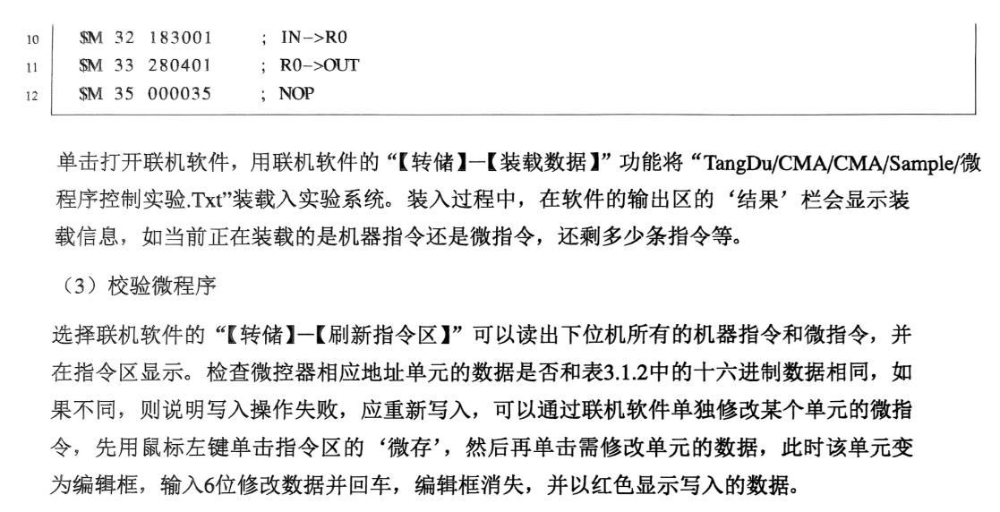 10 $M 32 183001 ; IN->R0
11 $M 33 280401 ; R0->OUT
12 $M 35 000035 ; NOP
单击打开联机软件，用联机软件的“【转储】—【装载数据】”功能将“TangDu/CMA/CMA/Sample/微
程序控制实验.Txt”装载入实验系统。装入过程中，在软件的输出区的‘结果’栏会显示装
载信息，如当前正在装载的是机器指令还是微指令，还剩多少条指令等。
（3）校验微程序
选择联机软件的“【转储】—【刷新指令区】”可以读出下位机所有的机器指令和微指令，并
在指令区显示。检查微控器相应地址单元的数据是否和表3.1.2中的十六进制数据相同，如
果不同，则说明写入操作失败，应重新写入，可以通过联机软件单独修改某个单元的微指
令，先用鼠标左键单击指令区的‘微存’，然后再单击需修改单元的数据，此时该单元变
为编辑框，输入6位修改数据并回车，编辑框消失，并以红色显示写入的数据。